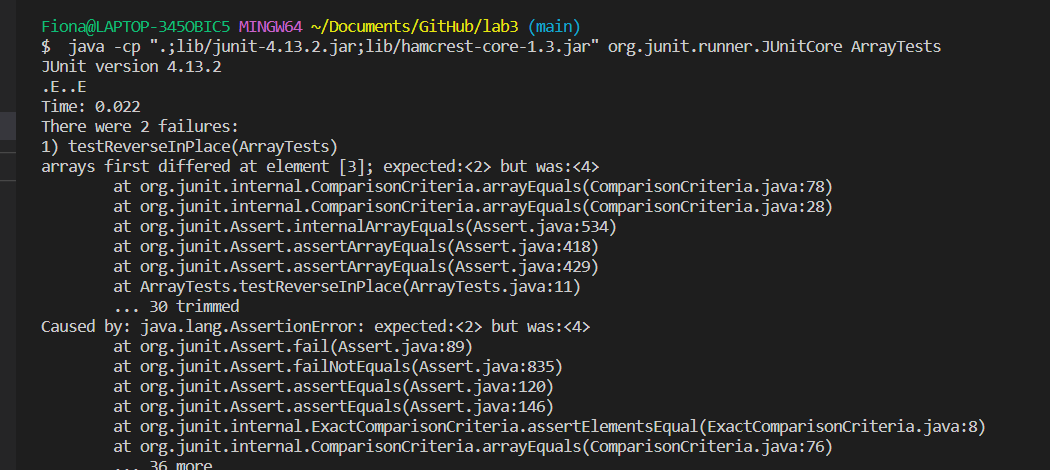 Fiona@LAPTOP-345OBIC5 MINGW64 ~/Documents/GitHub/lab3 (main)
$  java -cp ".;lib/junit-4.13.2.jar;lib/hamcrest-core-1.3.jar" org.junit.runner.JUnitCore ArrayTests
JUnit version 4.13.2
.E..E
Time: 0.022
There were 2 failures:
1) testReverseInPlace(ArrayTests)
arrays first differed at element [3]; expected:<2> but was:<4>
        at org.junit.internal.ComparisonCriteria.arrayEquals(ComparisonCriteria.java:78)
        at org.junit.internal.ComparisonCriteria.arrayEquals(ComparisonCriteria.java:28)
        at org.junit.Assert.internalArrayEquals(Assert.java:534)
        at org.junit.Assert.assertArrayEquals(Assert.java:418)
        at org.junit.Assert.assertArrayEquals(Assert.java:429)
        at ArrayTests.testReverseInPlace(ArrayTests.java:11)
        ... 30 trimmed
Caused by: java.lang.AssertionError: expected:<2> but was:<4>
        at org.junit.Assert.fail(Assert.java:89)
        at org.junit.Assert.failNotEquals(Assert.java:835)
        at org.junit.Assert.assertEquals(Assert.java:120)
        at org.junit.Assert.assertEquals(Assert.java:146)
        at org.junit.internal.ExactComparisonCriteria.assertElementsEqual(ExactComparisonCriteria.java:8)
        at org.junit.internal.ComparisonCriteria.arrayEquals(ComparisonCriteria.java:76)
        ... 36 more